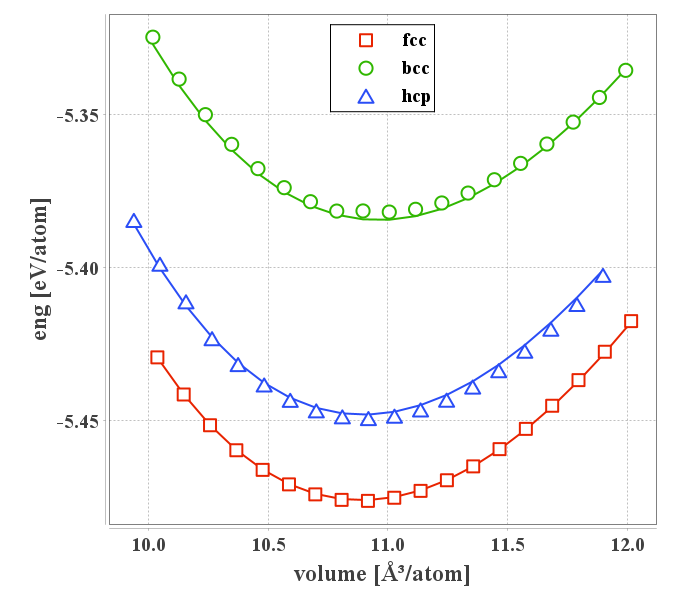 fcc
bcc
hcp
-5.35
-5.40
-5.45
eng [eV/atom]
10.0 10.5 11.0 11.5 12.0
volume [Å³/atom]